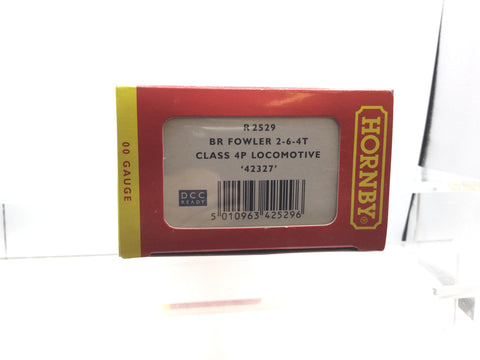 R2529
BR FOWLER 2-6-4T
CLASS 4P LOCOMOTIVE
'42327'
DCC
READY
5 010963 425296
00 GAUGE
HORNBY
®